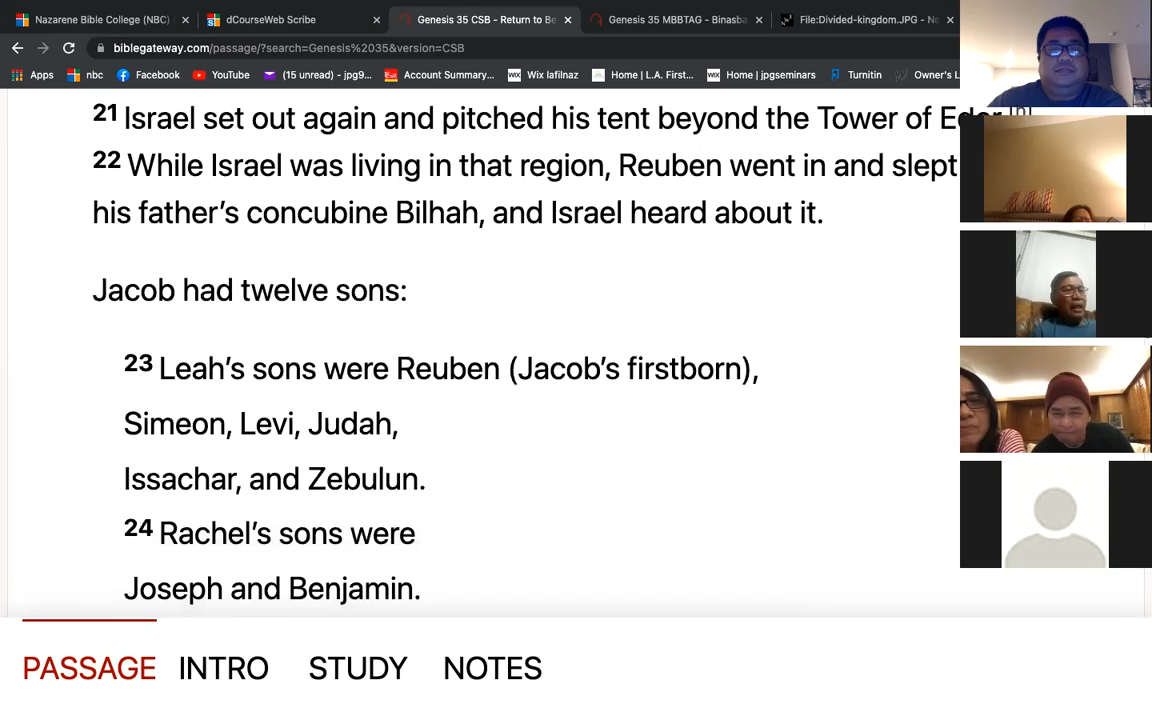 Nazarene Bible College (NBC)
dCourseWeb Scribe
Genesis 35 CSB - Return to Be
Genesis 35 MBBTAG - Binasba
File:Divided-kingdom.JPG - Ne
biblegateway.com/passage/?search=Genesis%2035&version=CSB
Apps
nbc
Facebook
YouTube
(15 unread) - jpg9...
Account Summary...
Wix lafilnaz
Home | L.A. First...
Home | jpgseminars
Turnitin
Owner's L
21 Israel set out again and pitched his tent beyond the Tower of Eder.[n]
22 While Israel was living in that region, Reuben went in and slept
his father's concubine Bilhah, and Israel heard about it.
Jacob had twelve sons:
23 Leah's sons were Reuben (Jacob's firstborn),
Simeon, Levi, Judah,
Issachar, and Zebulun.
24 Rachel's sons were
Joseph and Benjamin.
PASSAGE INTRO STUDY NOTES